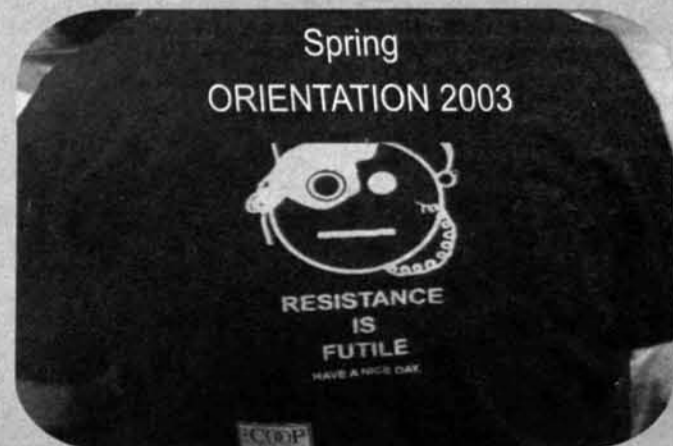 Spring
ORIENTATION 2003
RESISTANCE
IS
FUTILE
HAVE A NICE DAY.
COOP